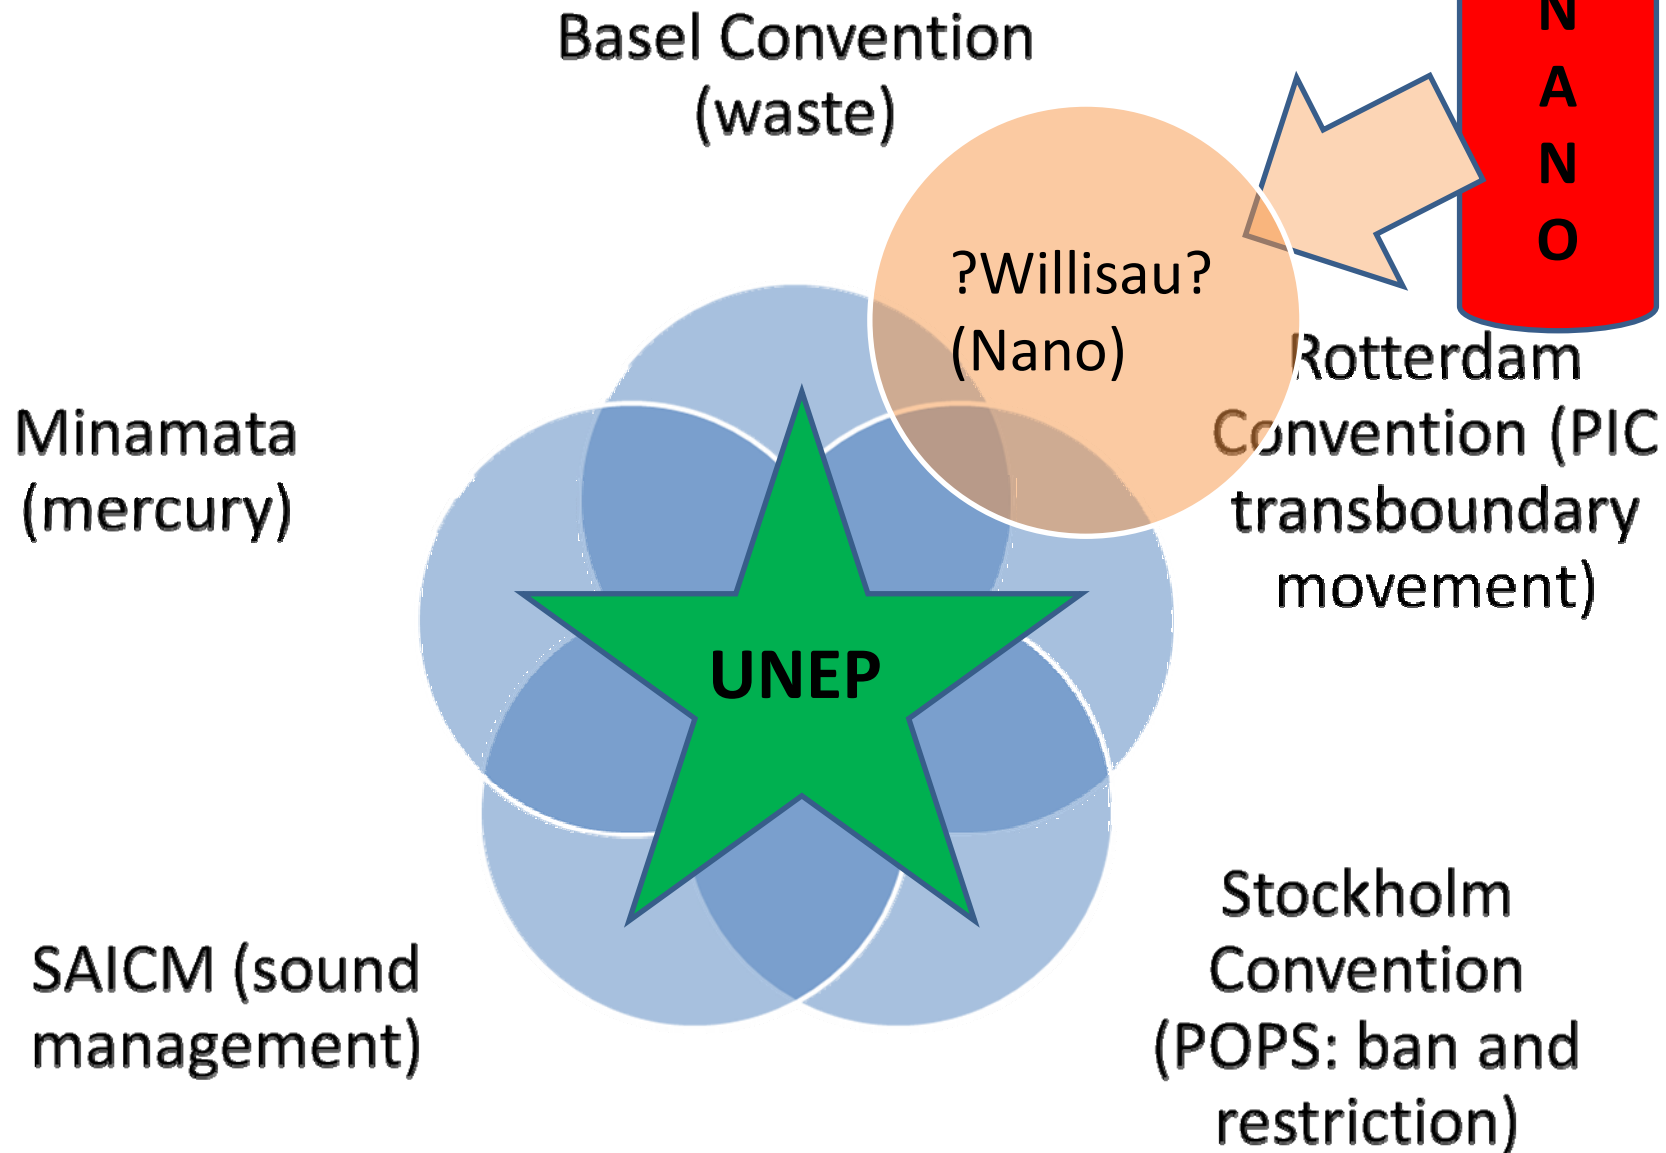 Basel Convention
(waste)
N
A
N
O
?Willisau?
(Nano)
Rotterdam
Convention (PIC
transboundary
movement)
Minamata
(mercury)
UNEP
Stockholm
Convention
(POPS: ban and
restriction)
SAICM (sound
management)